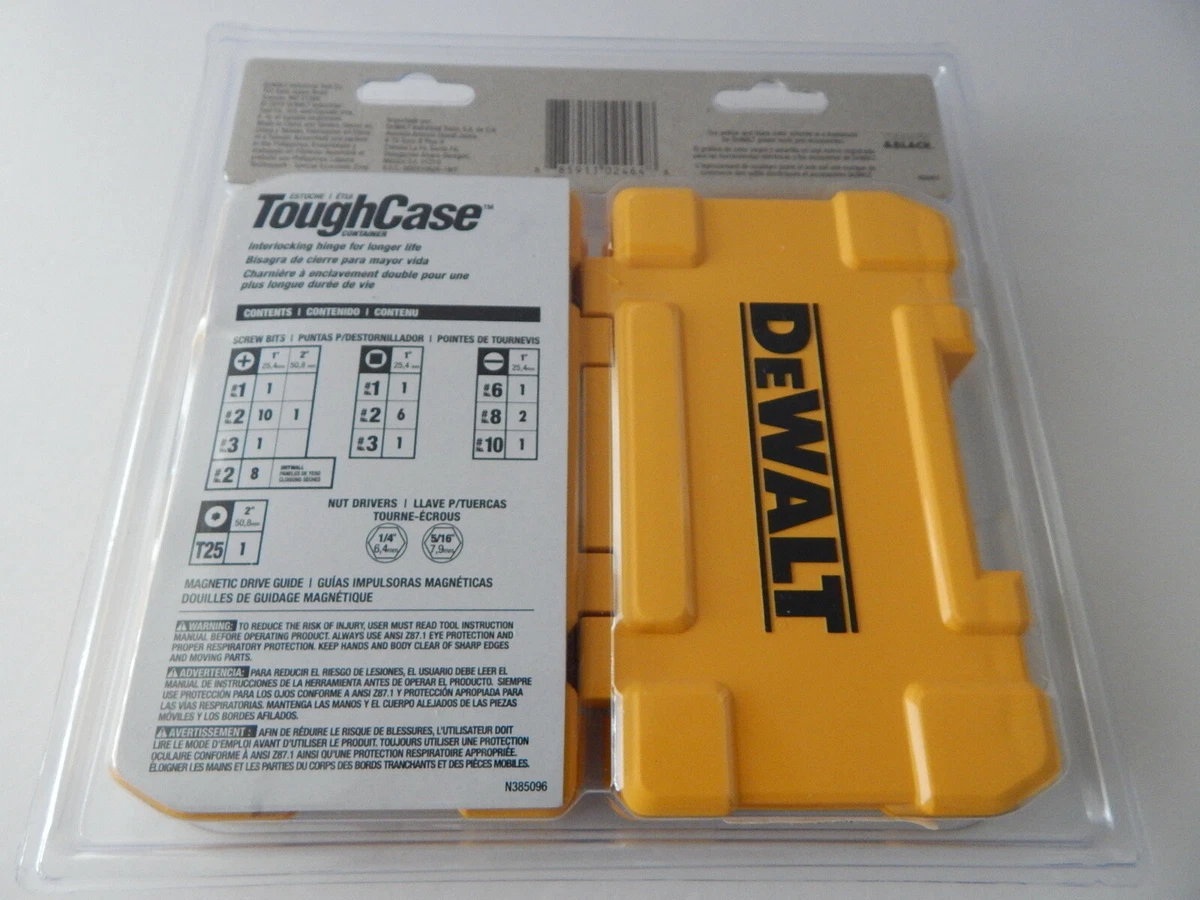 8 85911 02464
& BLACK
ESTUCHE | ÉTUI
ToughCase™
CONTAINER
Interlocking hinge for longer life
Bisagra de cierre para mayor vida
Charnière à enclavement double pour une
plus longue durée de vie
CONTENTS | CONTENIDO | CONTENU
SCREW BITS | PUNTAS P/DESTORNILLADOR | POINTES DE TOURNEVIS
1" 2" 1" 1"
25,4mm 50,8mm 25,4mm 25,4mm
#1 1 #1 1 #6 1
#2 10 1 #2 6 #8 2
#3 1 #3 1 #10 1
#2 8 DRYWALL
2"
50,8mm
T25 1
NUT DRIVERS | LLAVE P/TUERCAS
TOURNE-ÉCROUS
1/4" 5/16"
6,4mm 7,9mm
MAGNETIC DRIVE GUIDE | GUÍAS IMPULSORAS MAGNÉTICAS
DOUILLES DE GUIDAGE MAGNÉTIQUE
WARNING: TO REDUCE THE RISK OF INJURY, USER MUST READ TOOL INSTRUCTION
MANUAL BEFORE OPERATING PRODUCT. ALWAYS USE ANSI Z87.1 EYE PROTECTION AND
PROPER RESPIRATORY PROTECTION. KEEP HANDS AND BODY CLEAR OF SHARP EDGES
AND MOVING PARTS.
ADVERTENCIA: PARA REDUCIR EL RIESGO DE LESIONES, EL USUARIO DEBE LEER EL
MANUAL DE INSTRUCCIONES DE LA HERRAMIENTA ANTES DE OPERAR EL PRODUCTO. SIEMPRE
USE PROTECCIÓN PARA LOS OJOS CONFORME A ANSI Z87.1 Y PROTECCIÓN APROPIADA PARA
LAS VÍAS RESPIRATORIAS. MANTENGA LAS MANOS Y EL CUERPO ALEJADOS DE LAS PIEZAS
MÓVILES Y LOS BORDES AFILADOS.
AVERTISSEMENT : AFIN DE RÉDUIRE LE RISQUE DE BLESSURES, L'UTILISATEUR DOIT
LIRE LE MODE D'EMPLOI AVANT D'UTILISER LE PRODUIT. TOUJOURS UTILISER UNE PROTECTION
OCULAIRE CONFORME À ANSI Z87.1 AINSI QU'UNE PROTECTION RESPIRATOIRE APPROPRIÉE.
ÉLOIGNER LES MAINS ET LES PARTIES DU CORPS DES BORDS TRANCHANTS ET DES PIÈCES MOBILES.
N385096
DEWALT